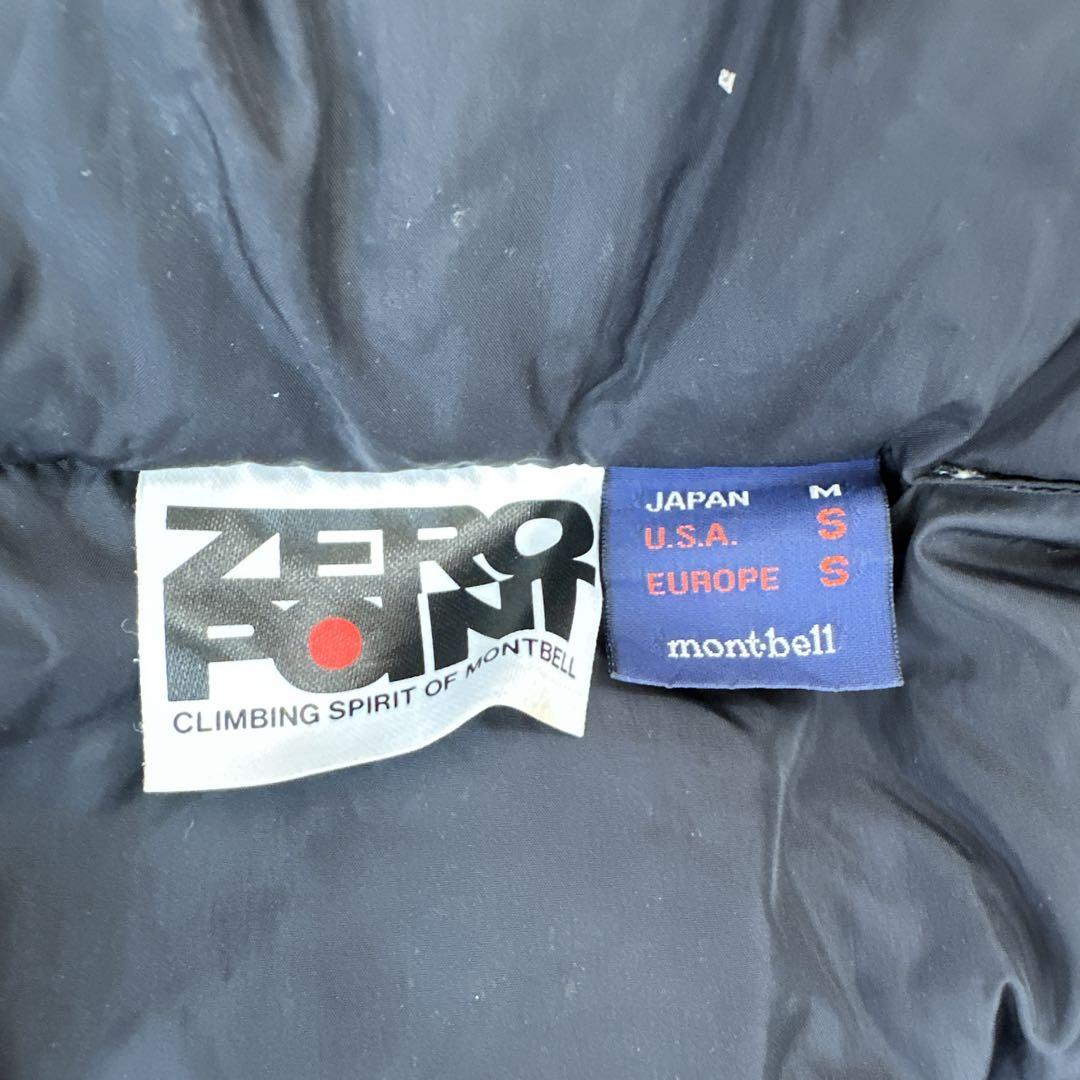 ZERO
POINT
CLIMBING SPIRIT OF MONTBELL
JAPAN M
U.S.A. S
EUROPE S
mont-bell